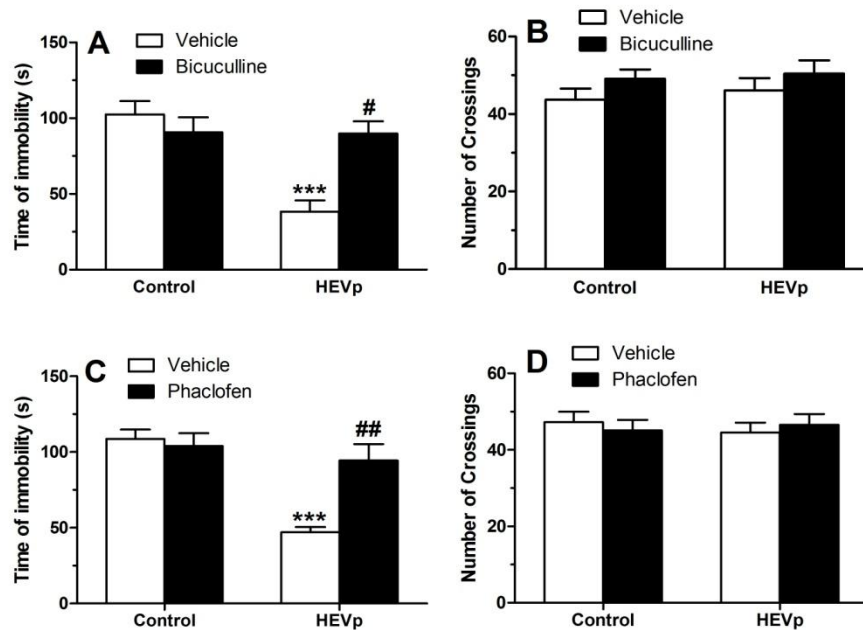 A
Vehicle
Bicuculline
Time of immobility (s)
150
100
50
0
***
#
Control
HEVp
B
Vehicle
Bicuculline
Number of Crossings
60
40
20
0
Control
HEVp
C
Vehicle
Phaclofen
Time of immobility (s)
150
100
50
0
***
##
Control
HEVp
D
Vehicle
Phaclofen
Number of Crossings
60
40
20
0
Control
HEVp